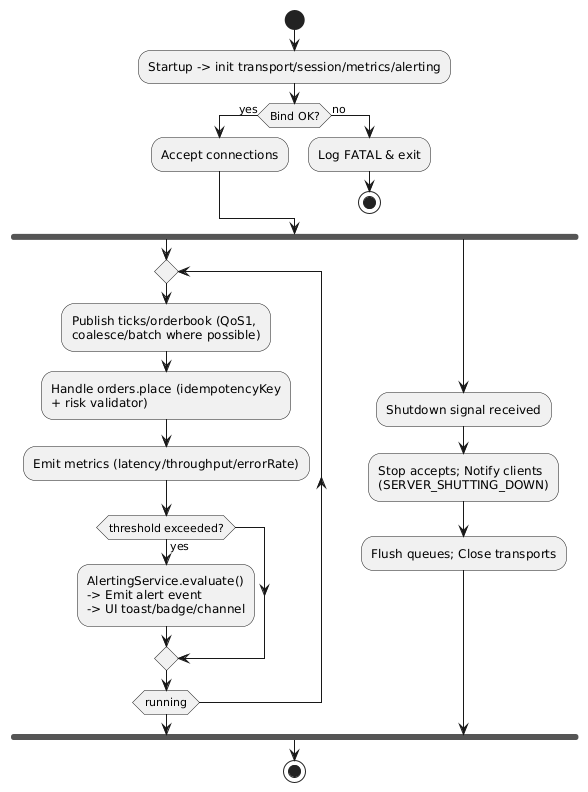 Startup -> init transport/session/metrics/alerting
Bind OK?
yes
no
Accept connections
Log FATAL & exit
Publish ticks/orderbook (QoS1,
coalesce/batch where possible)
Handle orders.place (idempotencyKey
+ risk validator)
Emit metrics (latency/throughput/errorRate)
threshold exceeded?
yes
AlertingService.evaluate()
-> Emit alert event
-> UI toast/badge/channel
running
Shutdown signal received
Stop accepts; Notify clients
(SERVER_SHUTTING_DOWN)
Flush queues; Close transports